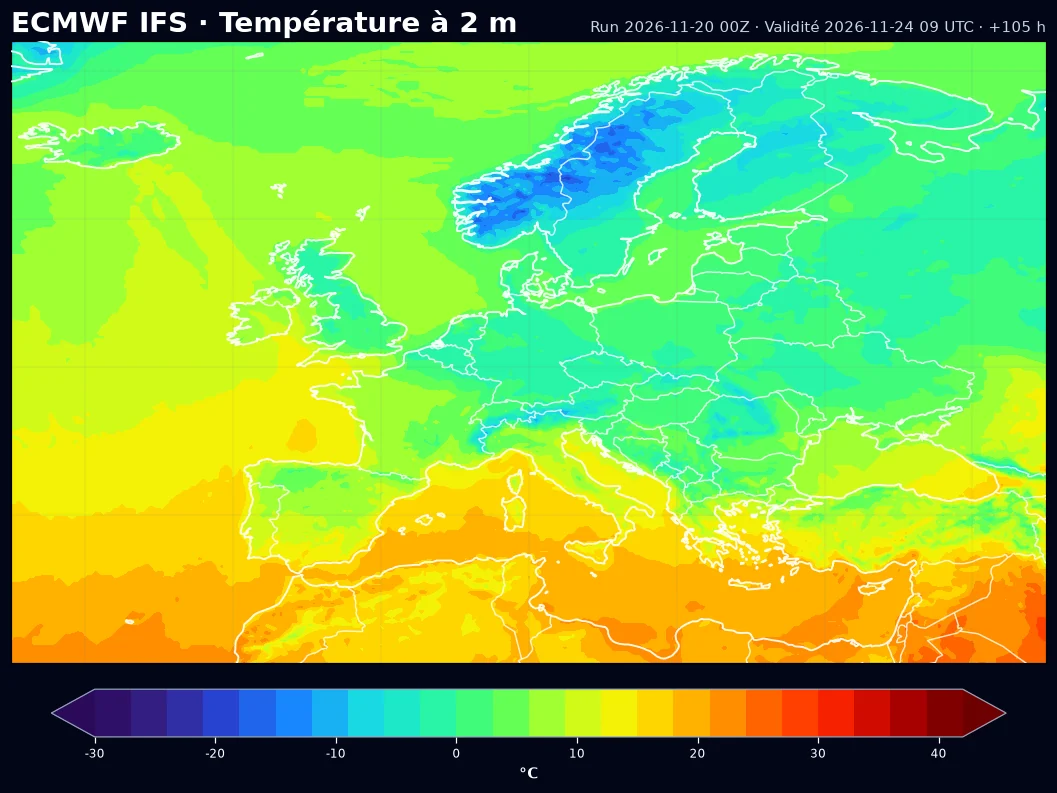 ECMWF IFS · Température à 2 m
Run 2026-11-20 00Z · Validité 2026-11-24 09 UTC · +105 h
-30 -20 -10 0 10 20 30 40
°C